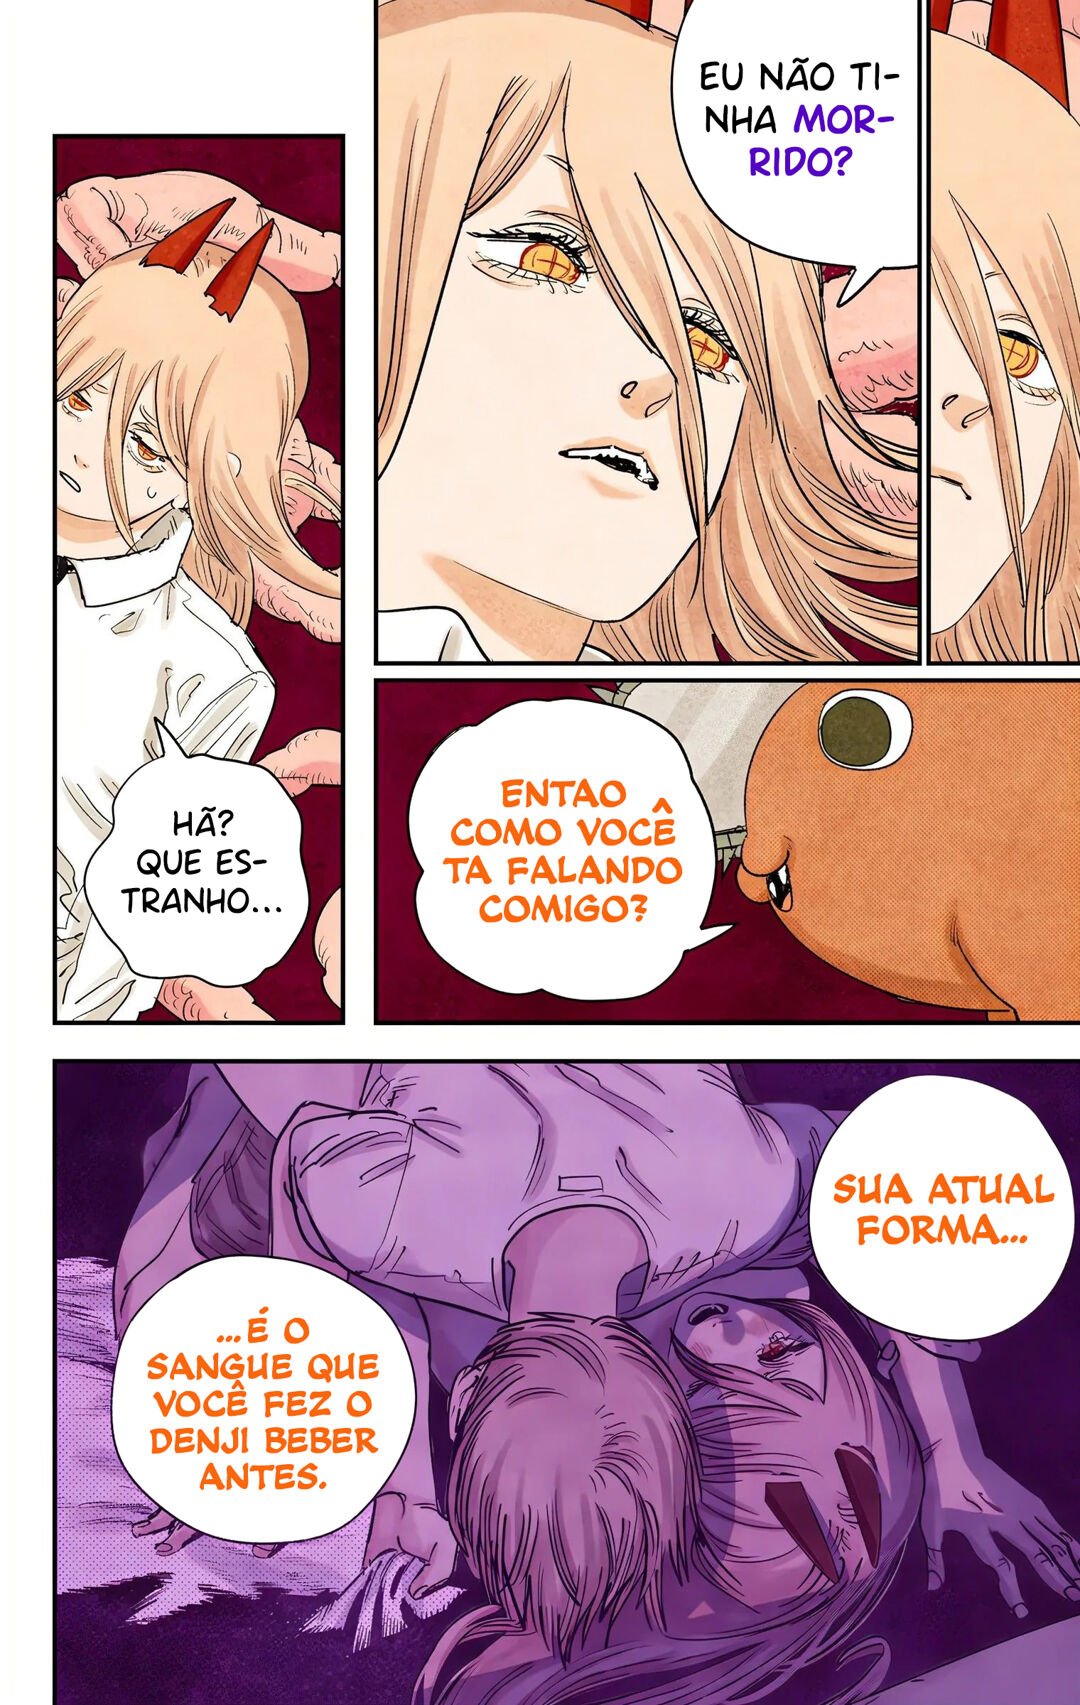 EU NÃO TI-
NHA MOR-
RIDO?
HÃ?
QUE ES-
TRANHO...
ENTAO
COMO VOCÊ
TA FALANDO
COMIGO?
SUA ATUAL
FORMA...
...É O
SANGUE QUE
VOCÊ FEZ O
DENJI BEBER
ANTES.